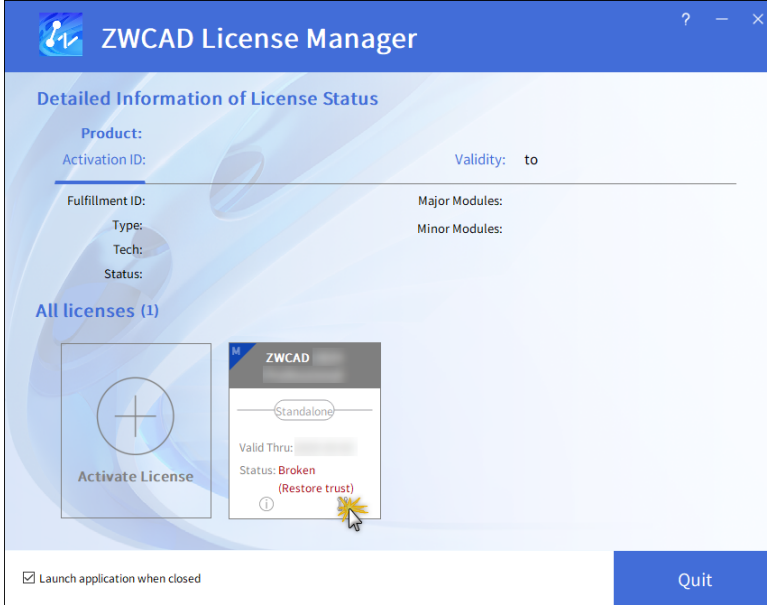 ZWCAD License Manager
?
Detailed Information of License Status
Product:
Activation ID:
Validity: to
Fulfillment ID:
Major Modules:
Type:
Minor Modules:
Tech:
Status:
All licenses (1)
Activate License
M
ZWCAD
Standalone
Valid Thru:
Status: Broken
(Restore trust)
Launch application when closed
Quit